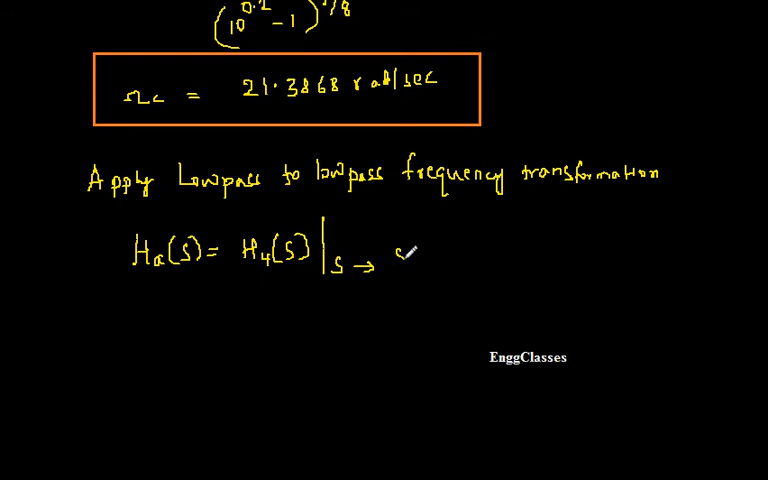 (10^0.2 - 1)^1/8
Ωc = 21.3868 rad/sec
Apply Lowpass to lowpass frequency transformation
Ha(s) = H4(s) | s →
EnggClasses